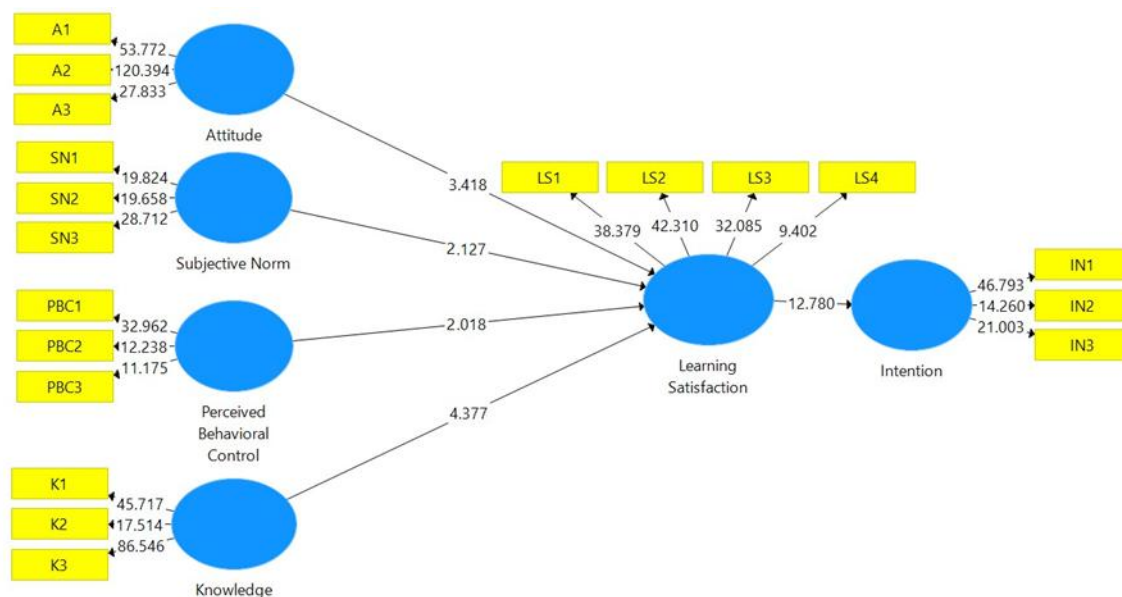 A1
53.772
A2
120.394
A3
27.833
Attitude
SN1
19.824
SN2
19.658
SN3
28.712
Subjective Norm
PBC1
32.962
PBC2
12.238
PBC3
11.175
Perceived
Behavioral
Control
K1
45.717
K2
17.514
K3
86.546
Knowledge
3.418
2.127
2.018
4.377
LS1
LS2
LS3
LS4
38.379
42.310
32.085
9.402
Learning
Satisfaction
12.780
Intention
46.793
IN1
14.260
IN2
21.003
IN3